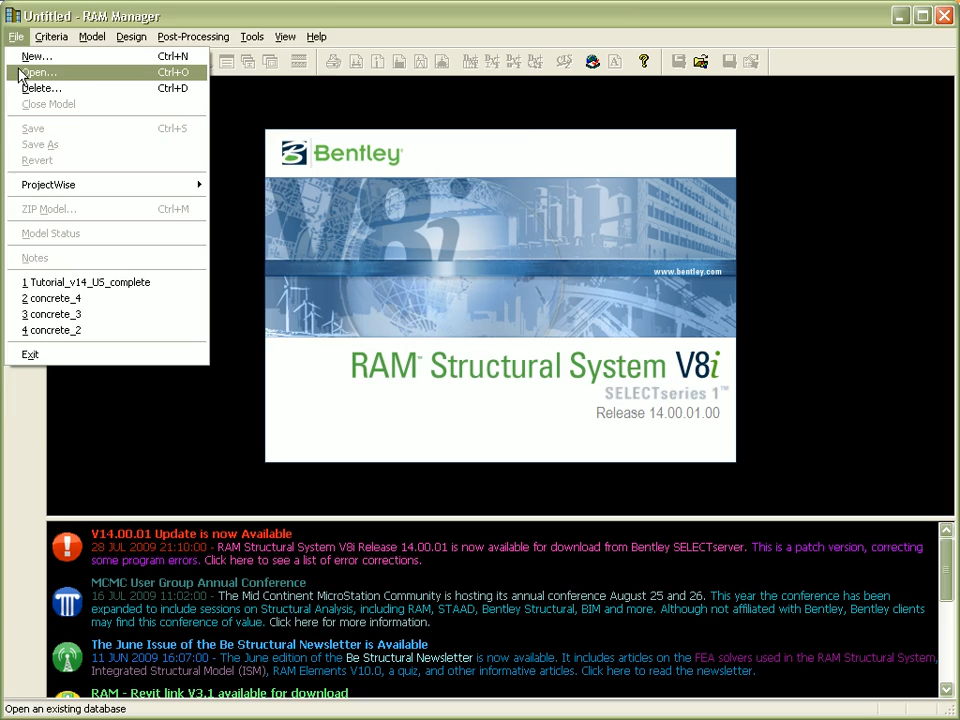 Untitled - RAM Manager
File Criteria Model Design Post-Processing Tools View Help
New... Ctrl+N
Open... Ctrl+O
Delete... Ctrl+D
Close Model
Save Ctrl+S
Save As
Revert
ProjectWise
ZIP Model... Ctrl+M
Model Status
Notes
1 Tutorial_v14_US_complete
2 concrete_4
3 concrete_3
4 concrete_2
Exit
Bentley
www.bentley.com
RAM™ Structural System V8i
SELECTseries 1™
Release 14.00.01.00
V14.00.01 Update is now Available
28 JUL 2009 21:10:00 - RAM Structural System V8i Release 14.00.01 is now available for download from Bentley SELECTserver. This is a patch version, correcting
some program errors. Click here to see a list of error corrections.
MCMC User Group Annual Conference
16 JUL 2009 11:02:00 - The Mid Continent MicroStation Community is hosting its annual conference August 25 and 26. This year the conference has been
expanded to include sessions on Structural Analysis, including RAM, STAAD, Bentley Structural, BIM and more. Although not affiliated with Bentley, Bentley clients
may find this conference of value. Click here for more information.
The June Issue of the Be Structural Newsletter is Available
11 JUN 2009 16:07:00 - The June edition of the Be Structural Newsletter is now available. It includes articles on the FEA solvers used in the RAM Structural System,
Integrated Structural Model (ISM), RAM Elements V10.0, a quiz, and other informative articles. Click here to read the newsletter.
RAM - Revit link V3.1 available for download
Open an existing database